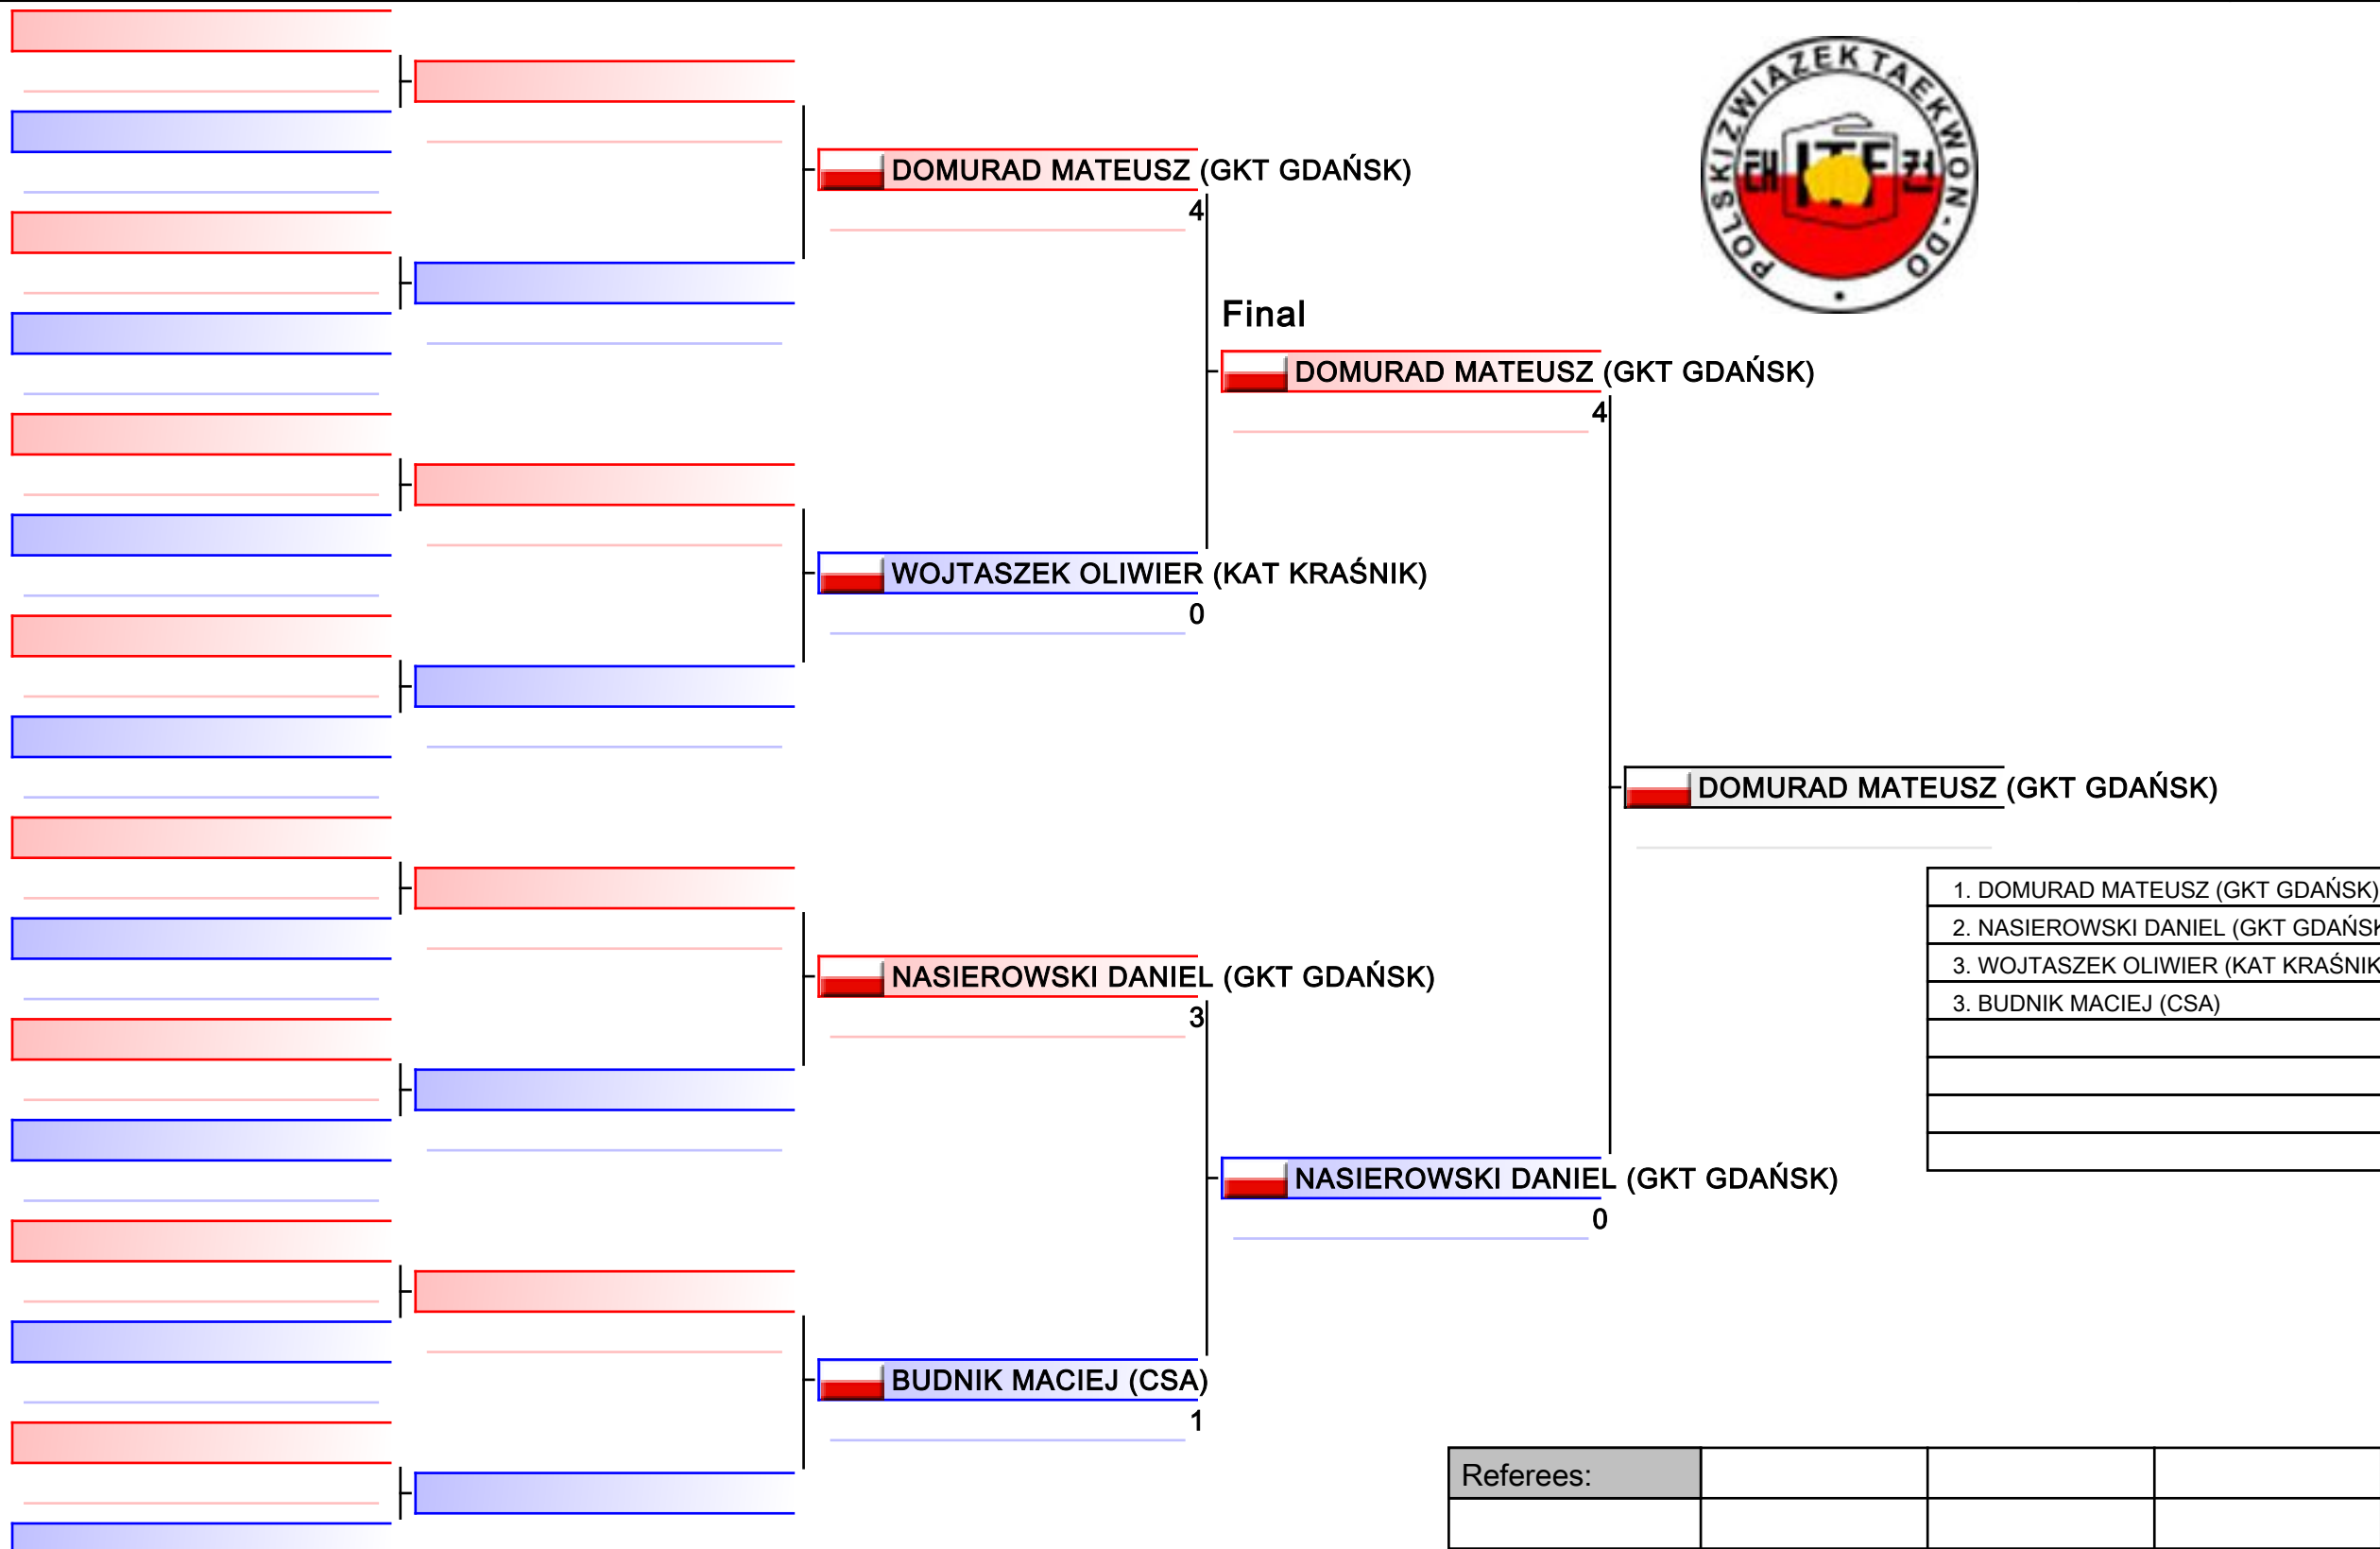 POLSKI ZWIAZEK TAEKWON-DO
ITF
DOMURAD MATEUSZ (GKT GDAŃSK)
4
Final
DOMURAD MATEUSZ (GKT GDAŃSK)
4
WOJTASZEK OLIWIER (KAT KRAŚNIK)
0
DOMURAD MATEUSZ (GKT GDAŃSK)
1. DOMURAD MATEUSZ (GKT GDAŃSK)
2. NASIEROWSKI DANIEL (GKT GDAŃSK
3. WOJTASZEK OLIWIER (KAT KRAŚNIK
3. BUDNIK MACIEJ (CSA)
NASIEROWSKI DANIEL (GKT GDAŃSK)
3
NASIEROWSKI DANIEL (GKT GDAŃSK)
0
BUDNIK MACIEJ (CSA)
1
Referees: